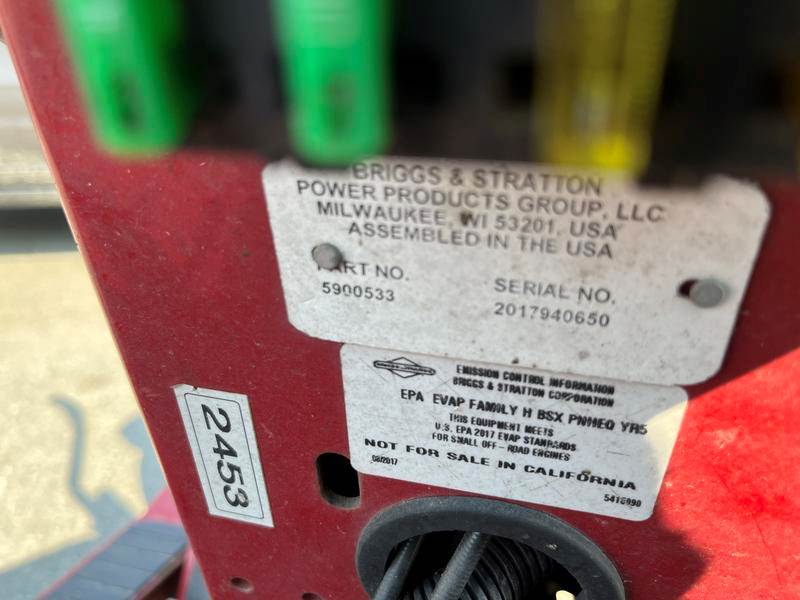 BRIGGS & STRATTON
POWER PRODUCTS GROUP, LLC
MILWAUKEE, WI 53201, USA
ASSEMBLED IN THE USA
PART NO.
5900533
SERIAL NO.
2017940650
EMISSION CONTROL INFORMATION
BRIGGS & STRATTON CORPORATION
EPA EVAP FAMILY H BSX PNHEQ YR5
THIS EQUIPMENT MEETS
U.S. EPA 2017 EVAP STANDARDS
FOR SMALL OFF-ROAD ENGINES
NOT FOR SALE IN CALIFORNIA
08/2017
2453